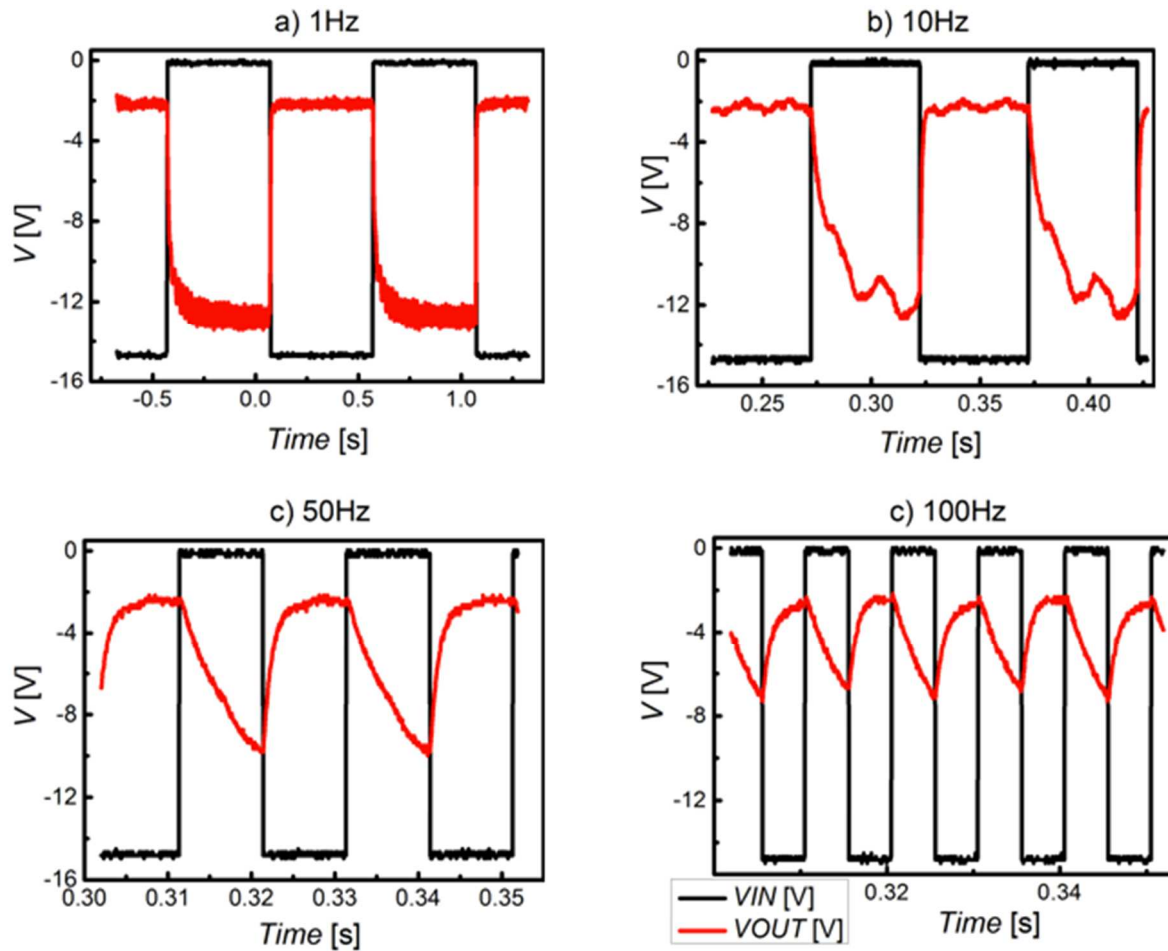 a) 1Hz
0
-4
-8
-12
-16
V [V]
-0.5 0.0 0.5 1.0
Time [s]
b) 10Hz
0
-4
-8
-12
-16
V [V]
0.25 0.30 0.35 0.40
Time [s]
c) 50Hz
0
-4
-8
-12
-16
V [V]
0.30 0.31 0.32 0.33 0.34 0.35
Time [s]
c) 100Hz
0
-4
-8
-12
V [V]
0.32 0.34
Time [s]
VIN [V]
VOUT [V]